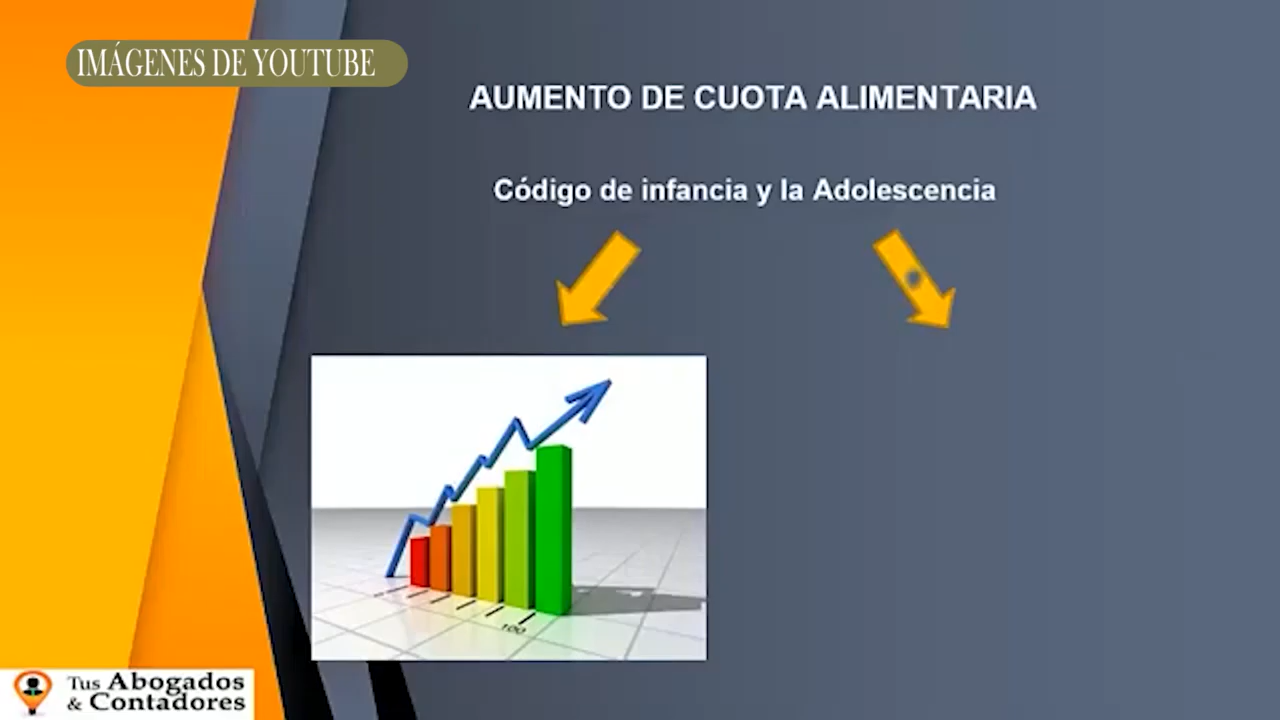 IMÁGENES DE YOUTUBE
AUMENTO DE CUOTA ALIMENTARIA
Código de infancia y la Adolescencia
100
Tus Abogados
& Contadores